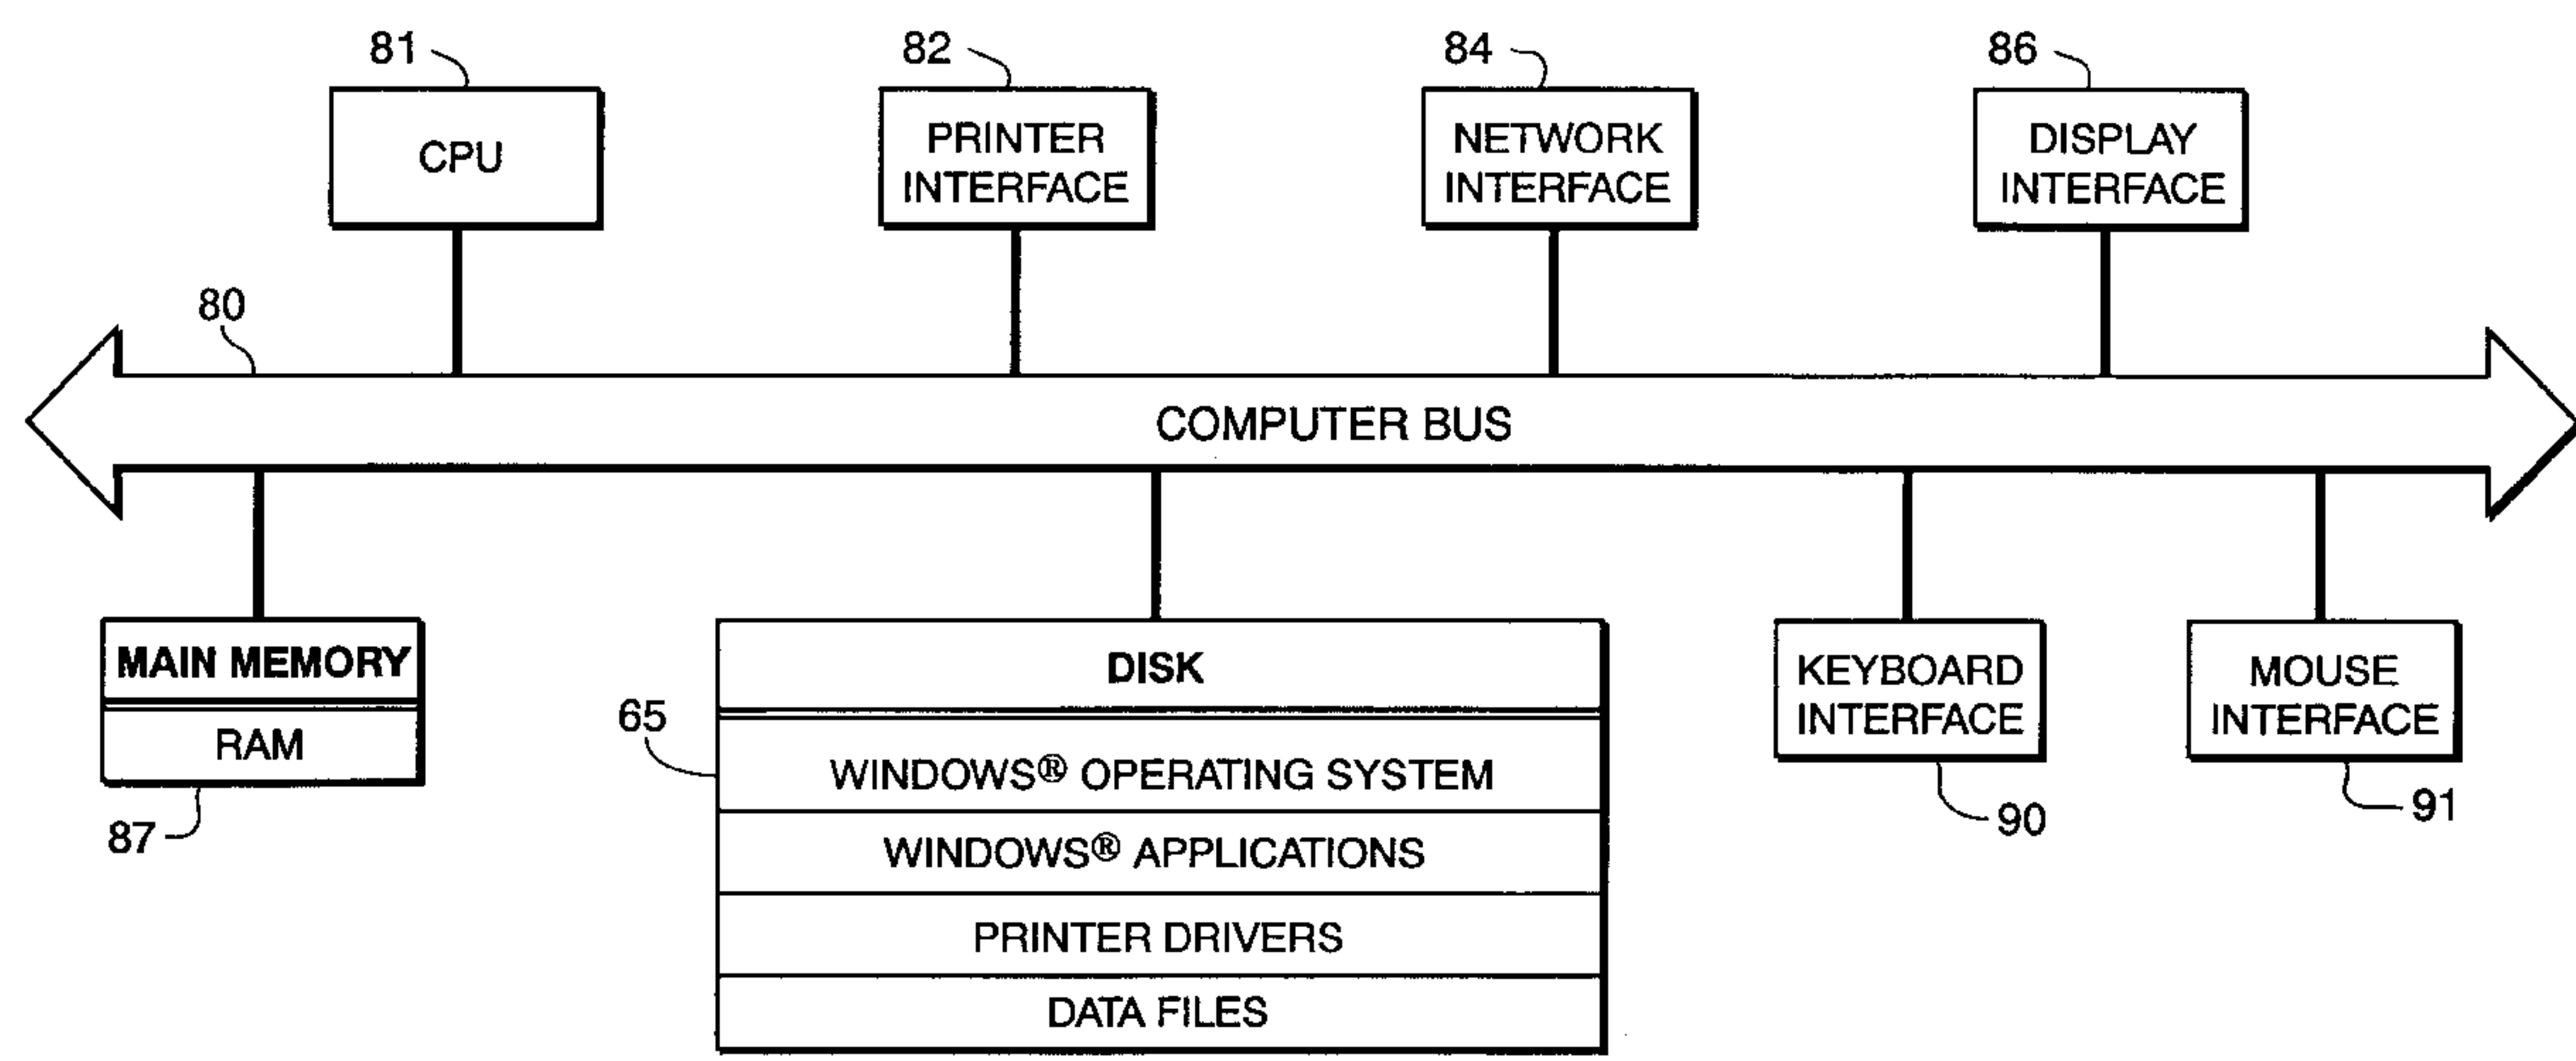 81
82
84
86
CPU
PRINTER
INTERFACE
NETWORK
INTERFACE
DISPLAY
INTERFACE
80
COMPUTER BUS
MAIN MEMORY
RAM
87
DISK
65
WINDOWS® OPERATING SYSTEM
WINDOWS® APPLICATIONS
PRINTER DRIVERS
DATA FILES
KEYBOARD
INTERFACE
90
MOUSE
INTERFACE
91